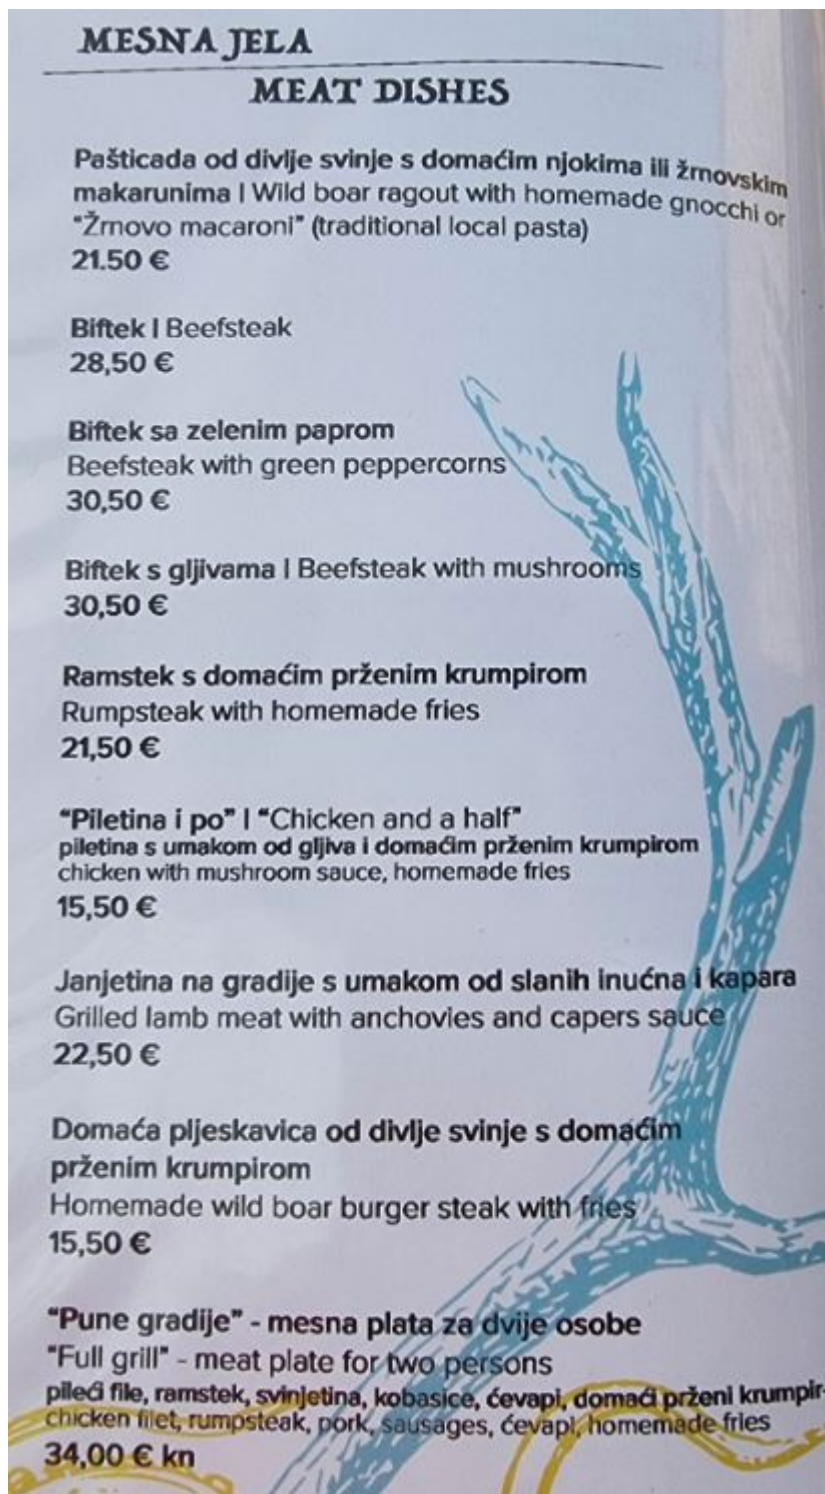 MESNA JELA
MEAT DISHES
Pašticada od divlje svinje s domaćim njokima ili žrnovskim
makarunima | Wild boar ragout with homemade gnocchi or
"Žrnovo macaroni" (traditional local pasta)
21.50 €
Biftek | Beefsteak
28,50 €
Biftek sa zelenim paprom
Beefsteak with green peppercorns
30,50 €
Biftek s gljivama | Beefsteak with mushrooms
30,50 €
Ramstek s domaćim prženim krumpirom
Rumpsteak with homemade fries
21,50 €
"Piletina i po" | "Chicken and a half"
piletina s umakom od gljiva i domaćim prženim krumpirom
chicken with mushroom sauce, homemade fries
15,50 €
Janjetina na gradije s umakom od slanih inućna i kapara
Grilled lamb meat with anchovies and capers sauce
22,50 €
Domaća pljeskavica od divlje svinje s domaćim
prženim krumpirom
Homemade wild boar burger steak with fries
15,50 €
"Pune gradije" - mesna plata za dvije osobe
"Full grill" - meat plate for two persons
pileći file, ramstek, svinjetina, kobasice, ćevapi, domaći prženi krumpir
chicken filet, rumpsteak, pork, sausages, ćevapi, homemade fries
34,00 € kn